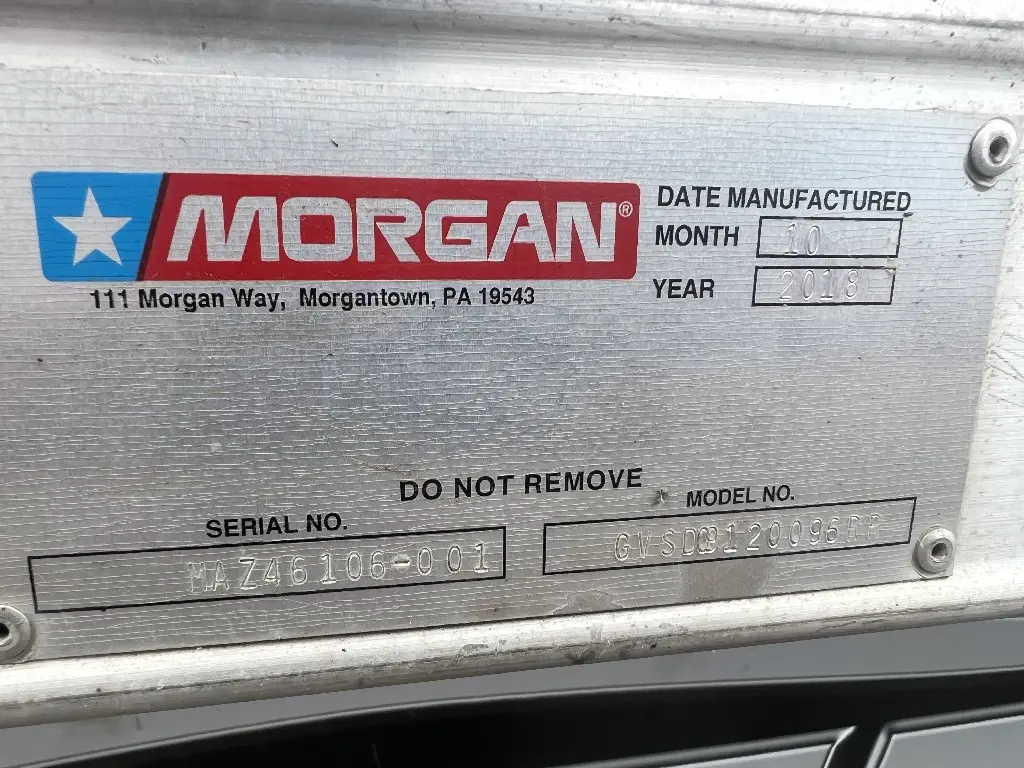 MORGAN®
111 Morgan Way, Morgantown, PA 19543
DATE MANUFACTURED
MONTH 10
YEAR 2018
DO NOT REMOVE
SERIAL NO.
MAZ46106-001
MODEL NO.